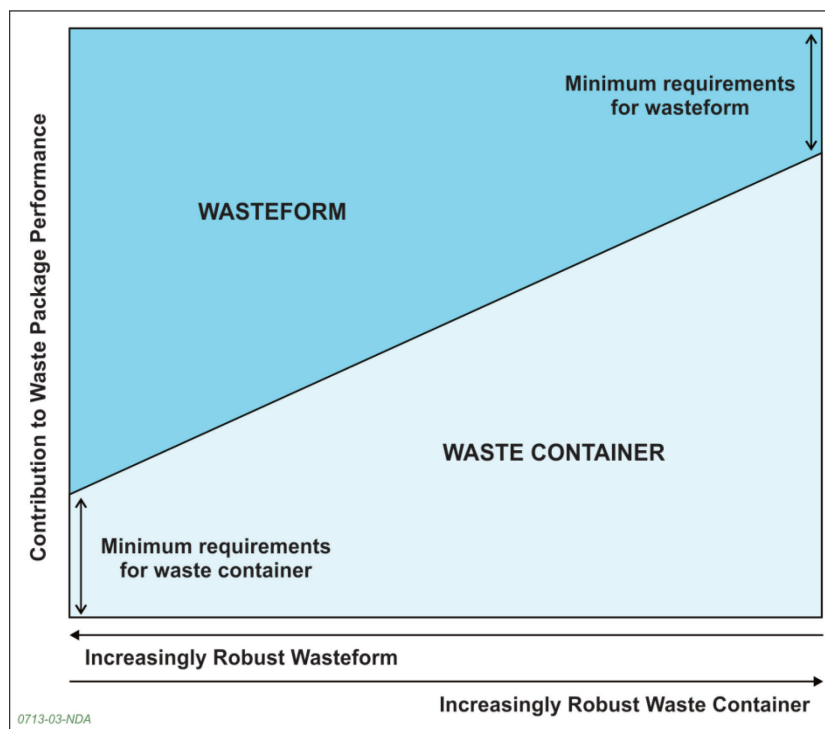 Contribution to Waste Package Performance
Minimum requirements
for wasteform
WASTEFORM
WASTE CONTAINER
Minimum requirements
for waste container
Increasingly Robust Wasteform
Increasingly Robust Waste Container
0713-03-NDA